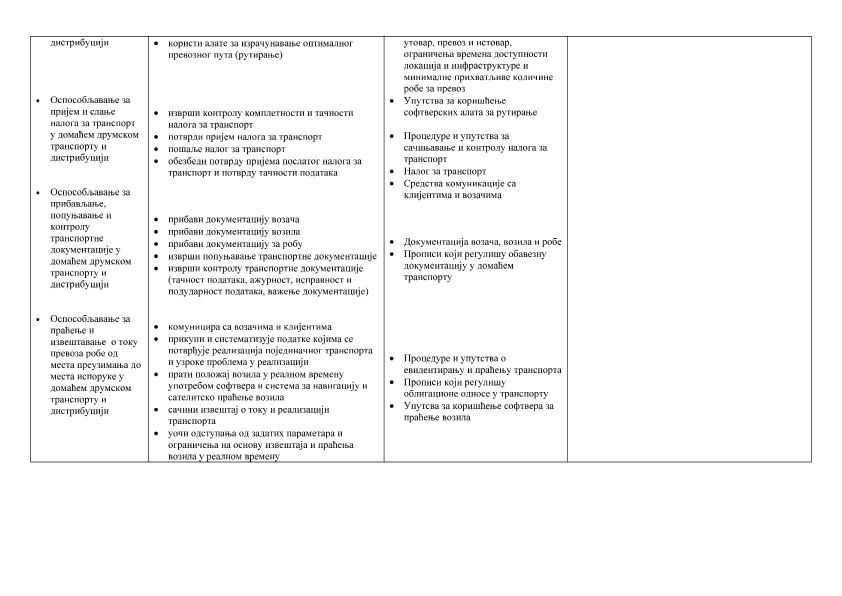 дистрибуцији
• Оспособљавање за
пријем и слање
налога за транспорт
у домаћем друмском
транспорту и
дистрибуцији
• Оспособљавање за
прибављање,
попуњавање и
контролу
транспортне
документације у
домаћем друмском
транспорту и
дистрибуцији
• Оспособљавање за
праћење и
извештавање о току
превоза робе од
места преузимања до
места испоруке у
домаћем друмском
транспорту и
дистрибуцији
• користи алате за израчунавање оптималног
превозног пута (рутирање)
• изврши контролу комплетности и тачности
налога за транспорт
• потврди пријем налога за транспорт
• пошаље налог за транспорт
• обезбеди потврду пријема послатог налога за
транспорт и потврду тачности података
• прибави документацију возача
• прибави документацију возила
• прибави документацију за робу
• изврши попуњавање транспортне документације
• изврши контролу транспортне документације
(тачност података, ажурност, исправност и
подударност података, важење документације)
• комуницира са возачима и клијентима
• прикупи и систематизује податке којима се
потврђује реализација појединачног транспорта
и узроке проблема у реализацији
• прати положај возила у реалном времену
употребом софтвера и система за навигацију и
сателитско праћење возила
• сачини извештај о току и реализацији
транспорта
• уочи одступања од задатих параметара и
ограничења на основу извештаја и праћења
возила у реалном времену
утовар, превоз и истовар,
ограничења времена доступности
локација и инфраструктуре и
минималне прихватљиве количине
робе за превоз
• Упутства за коришћење
софтверских алата за рутирање
• Процедуре и упутства за
сачињавање и контролу налога за
транспорт
• Налог за транспорт
• Средства комуникације са
клијентима и возачима
• Документација возача, возила и робе
• Прописи који регулишу обавезну
документацију у домаћем
транспорту
• Процедуре и упутства о
евидентирању и праћењу транспорта
• Прописи који регулишу
облигационе односе у транспорту
• Упутсва за коришћење софтвера за
праћење возила